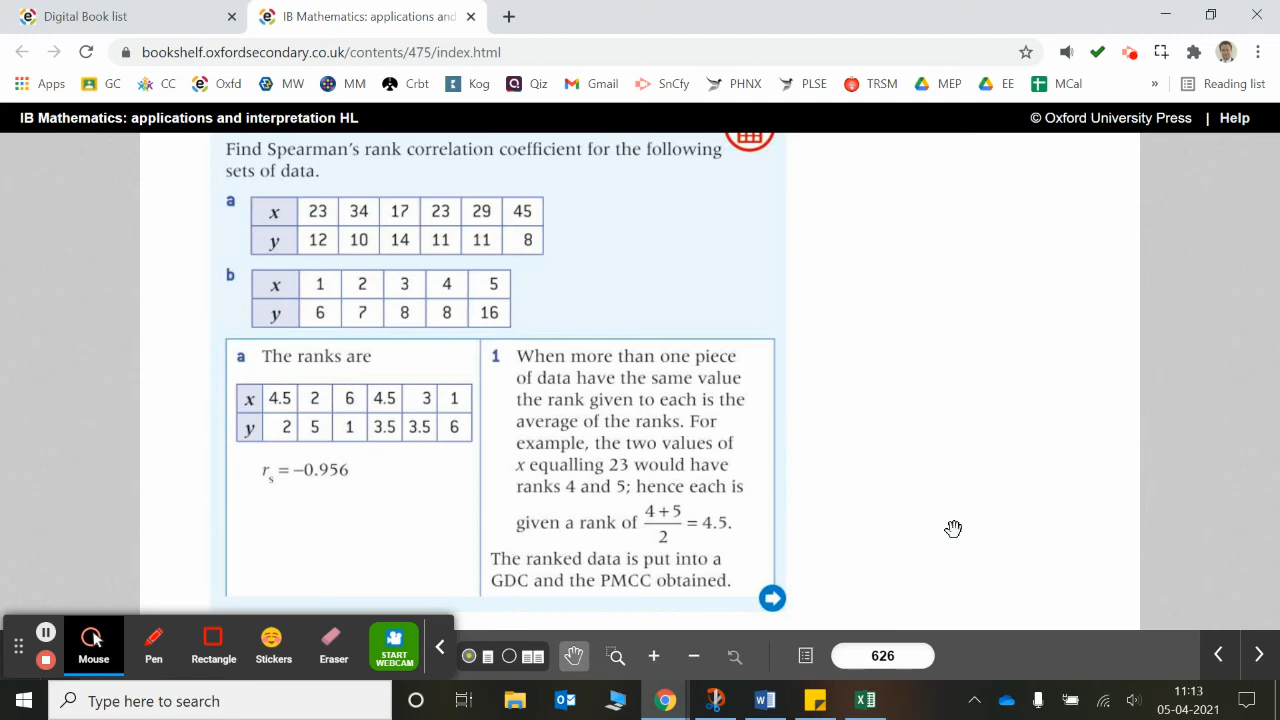 Digital Book list
IB Mathematics: applications and
bookshelf.oxfordsecondary.co.uk/contents/475/index.html
Apps GC CC Oxfd MW MM Crbt Kog Qiz Gmail SnCfy PHNX PLSE TRSM MEP EE MCal » Reading list
IB Mathematics: applications and interpretation HL © Oxford University Press | Help
Find Spearman's rank correlation coefficient for the following
sets of data.
a
x 23 34 17 23 29 45
y 12 10 14 11 11 8
b
x 1 2 3 4 5
y 6 7 8 8 16
a The ranks are
x 4.5 2 6 4.5 3 1
y 2 5 1 3.5 3.5 6
rs = −0.956
1 When more than one piece
of data have the same value
the rank given to each is the
average of the ranks. For
example, the two values of
x equalling 23 would have
ranks 4 and 5; hence each is
given a rank of (4+5)/2 = 4.5.
The ranked data is put into a
GDC and the PMCC obtained.
Mouse Pen Rectangle Stickers Eraser START WEBCAM
626
Type here to search
11:13
05-04-2021